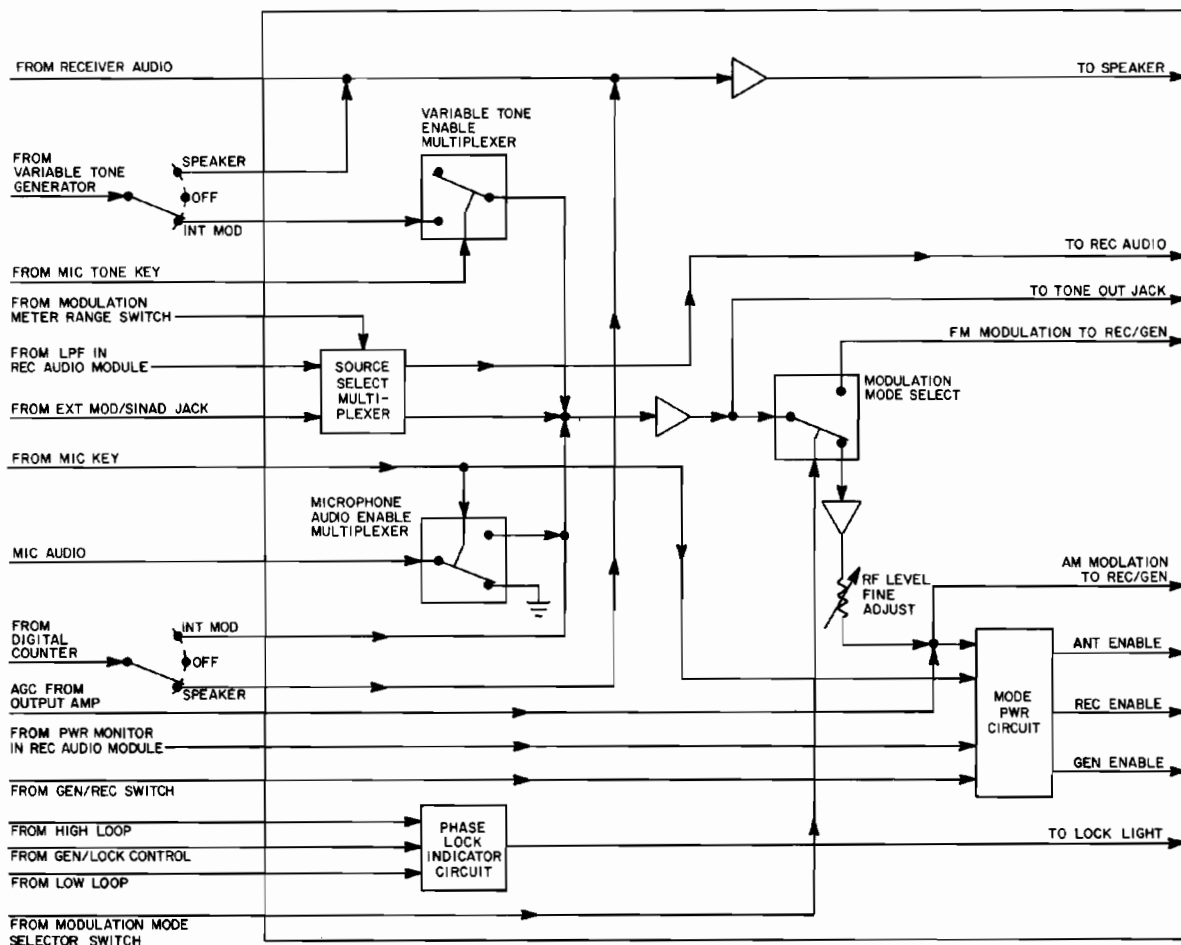 FROM RECEIVER AUDIO
TO SPEAKER
VARIABLE TONE
ENABLE
MULTIPLEXER
FROM
VARIABLE TONE
GENERATOR
SPEAKER
OFF
INT MOD
FROM MIC TONE KEY
TO REC AUDIO
FROM MODULATION
METER RANGE SWITCH
TO TONE OUT JACK
FM MODULATION TO REC/GEN
FROM LPF IN
REC AUDIO MODULE
SOURCE
SELECT
MULTI-
PLEXER
MODULATION
MODE SELECT
FROM EXT MOD/SINAD JACK
FROM MIC KEY
MICROPHONE
AUDIO ENABLE
MULTIPLEXER
MIC AUDIO
RF LEVEL
FINE
ADJUST
AM MODLATION
TO REC/GEN
FROM
DIGITAL
COUNTER
INT MOD
OFF
SPEAKER
ANT ENABLE
AGC FROM
OUTPUT AMP
MODE
PWR
CIRCUIT
REC ENABLE
FROM PWR MONITOR
IN REC AUDIO MODULE
GEN ENABLE
FROM GEN/REC SWITCH
FROM HIGH LOOP
PHASE
LOCK
INDICATOR
CIRCUIT
TO LOCK LIGHT
FROM GEN/LOCK CONTROL
FROM LOW LOOP
FROM MODULATION MODE
SELECTOR SWITCH